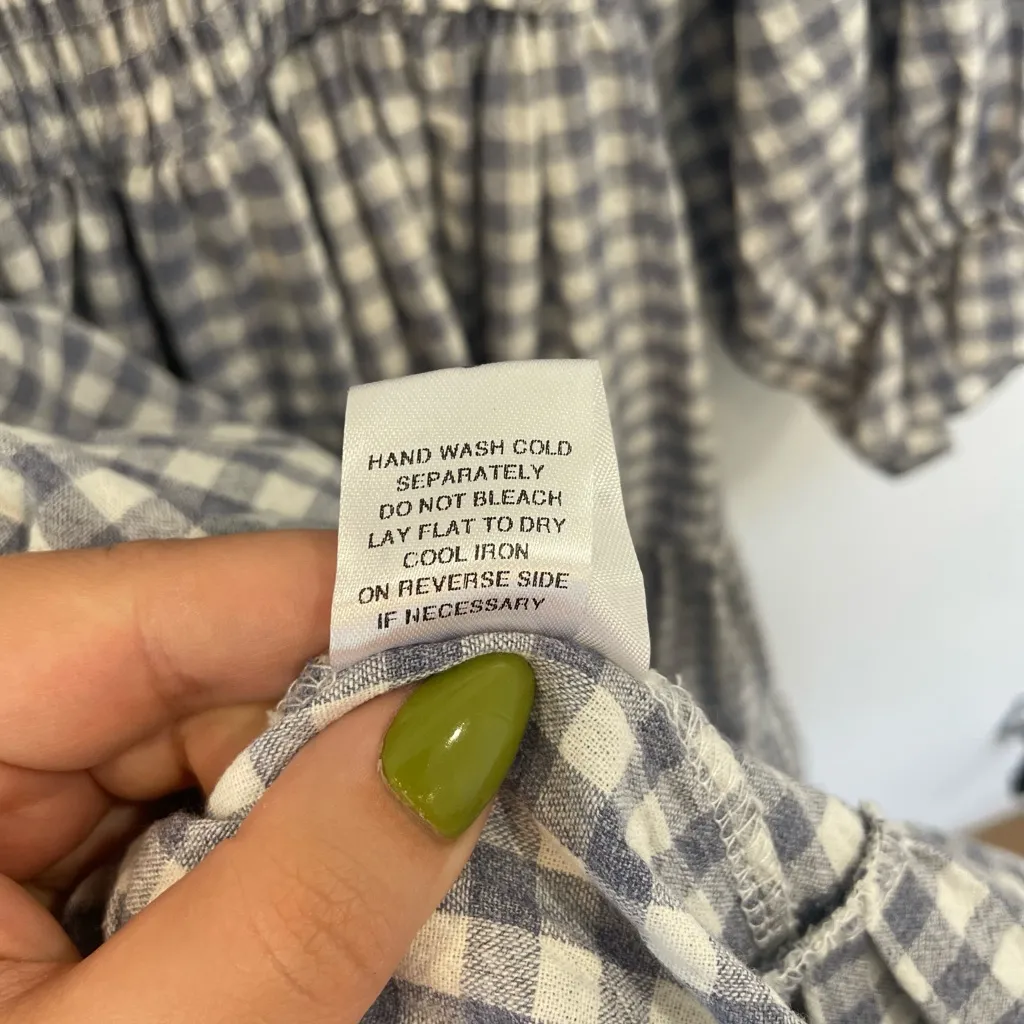 HAND WASH COLD
SEPARATELY
DO NOT BLEACH
LAY FLAT TO DRY
COOL IRON
ON REVERSE SIDE
IF NECESSARY